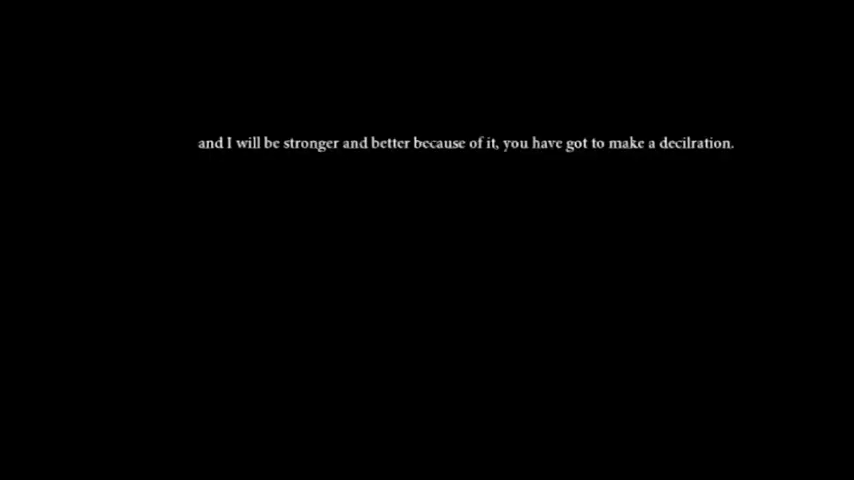 and I will be stronger and better because of it, you have got to make a decilration.